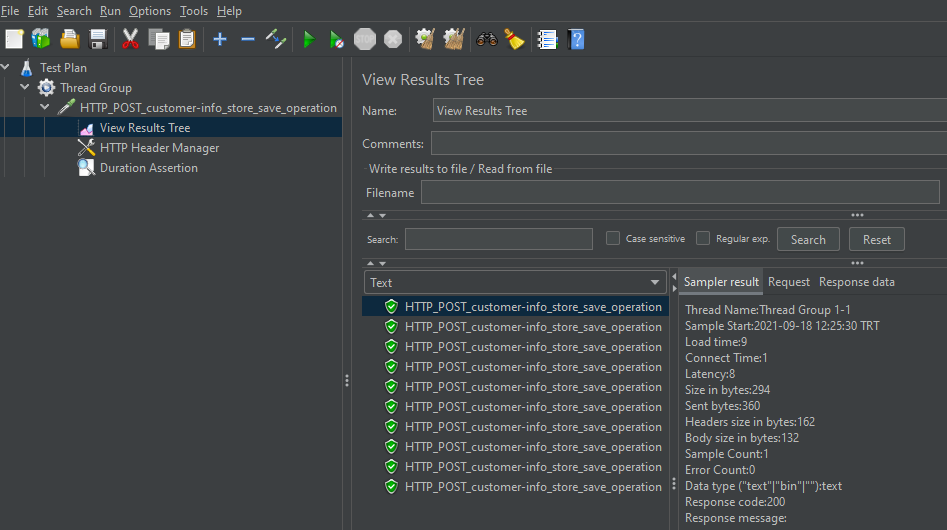 File Edit Search Run Options Tools Help
STOP
Test Plan
Thread Group
HTTP_POST_customer-info_store_save_operation
View Results Tree
HTTP Header Manager
Duration Assertion
View Results Tree
Name: View Results Tree
Comments:
Write results to file / Read from file
Filename
Search: Case sensitive Regular exp. Search Reset
Text
HTTP_POST_customer-info_store_save_operation
HTTP_POST_customer-info_store_save_operation
HTTP_POST_customer-info_store_save_operation
HTTP_POST_customer-info_store_save_operation
HTTP_POST_customer-info_store_save_operation
HTTP_POST_customer-info_store_save_operation
HTTP_POST_customer-info_store_save_operation
HTTP_POST_customer-info_store_save_operation
HTTP_POST_customer-info_store_save_operation
HTTP_POST_customer-info_store_save_operation
Sampler result Request Response data
Thread Name:Thread Group 1-1
Sample Start:2021-09-18 12:25:30 TRT
Load time:9
Connect Time:1
Latency:8
Size in bytes:294
Sent bytes:360
Headers size in bytes:162
Body size in bytes:132
Sample Count:1
Error Count:0
Data type ("text"|"bin"|""):text
Response code:200
Response message: